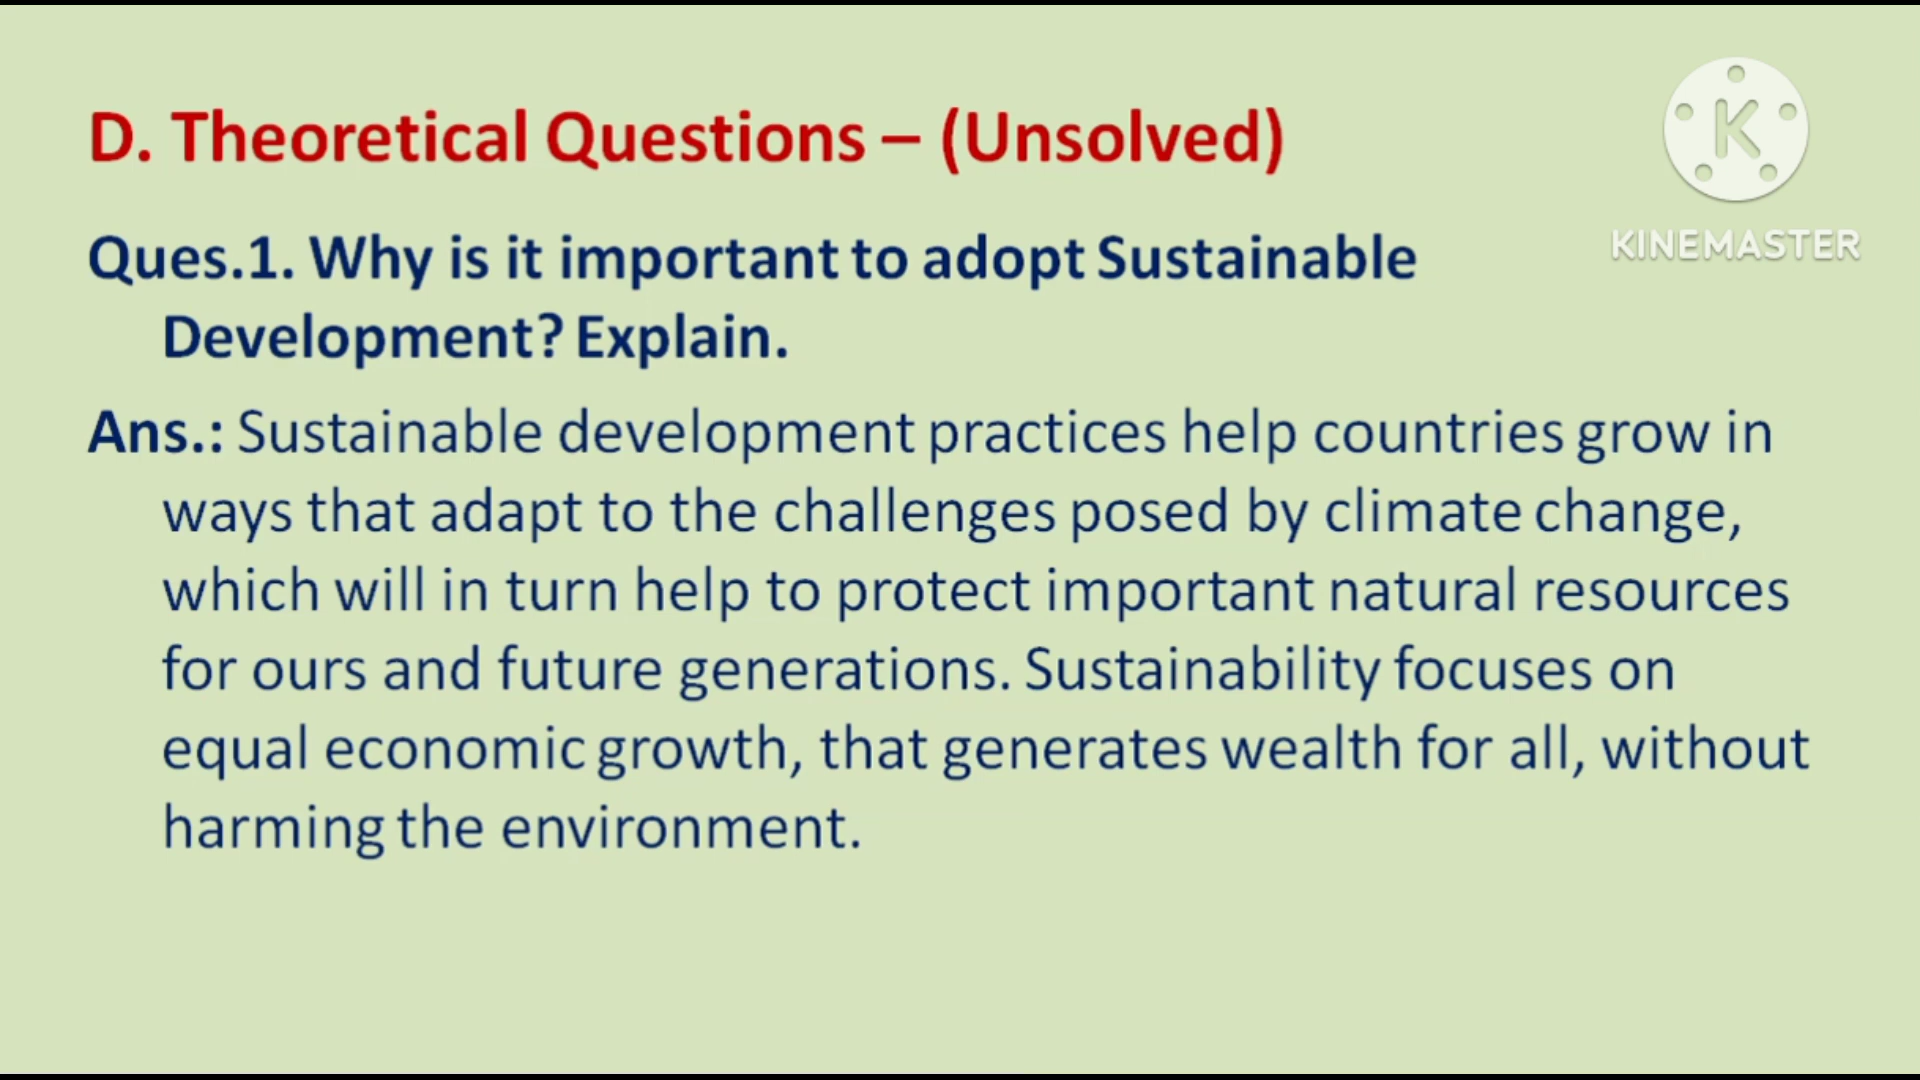 D. Theoretical Questions – (Unsolved)
K
KINEMASTER
Ques.1. Why is it important to adopt Sustainable
Development? Explain.
Ans.: Sustainable development practices help countries grow in
ways that adapt to the challenges posed by climate change,
which will in turn help to protect important natural resources
for ours and future generations. Sustainability focuses on
equal economic growth, that generates wealth for all, without
harming the environment.